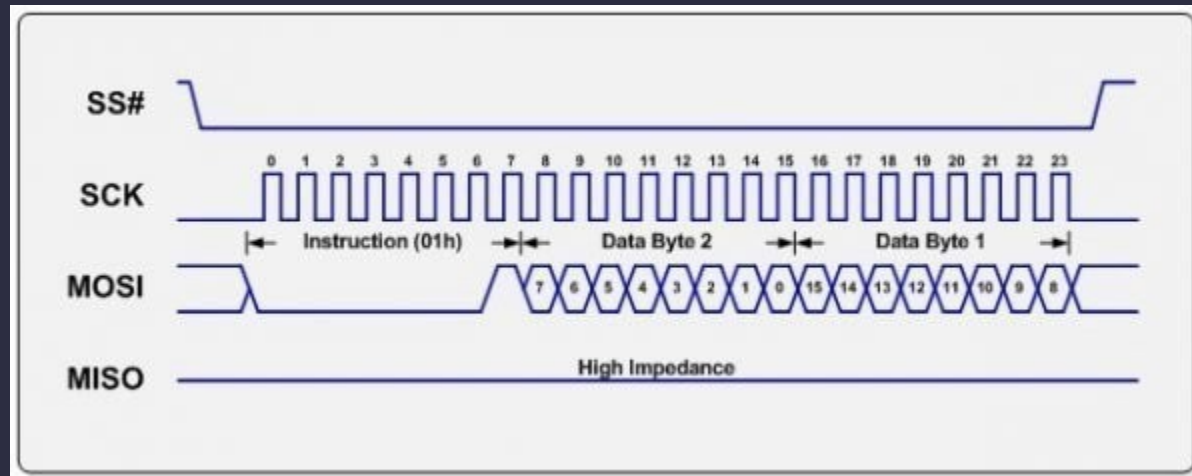 SS#
0 1 2 3 4 5 6 7 8 9 10 11 12 13 14 15 16 17 18 19 20 21 22 23
SCK
Instruction (01h) Data Byte 2 Data Byte 1
MOSI 7 6 5 4 3 2 1 0 15 14 13 12 11 10 9 8
High Impedance
MISO